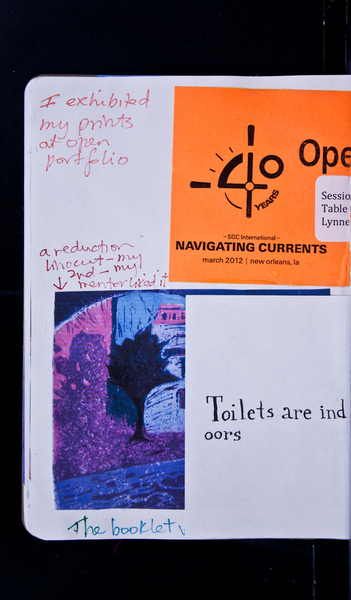 I exhibited
my prints
at open
portfolio
40
YEARS
Ope
Sessio
Table
Lynne
~ SGC International ~
NAVIGATING CURRENTS
march 2012 | new orleans, la
a reduction
linocut - my
2nd - my
mentor liked it
Toilets are ind
oors
The booklet